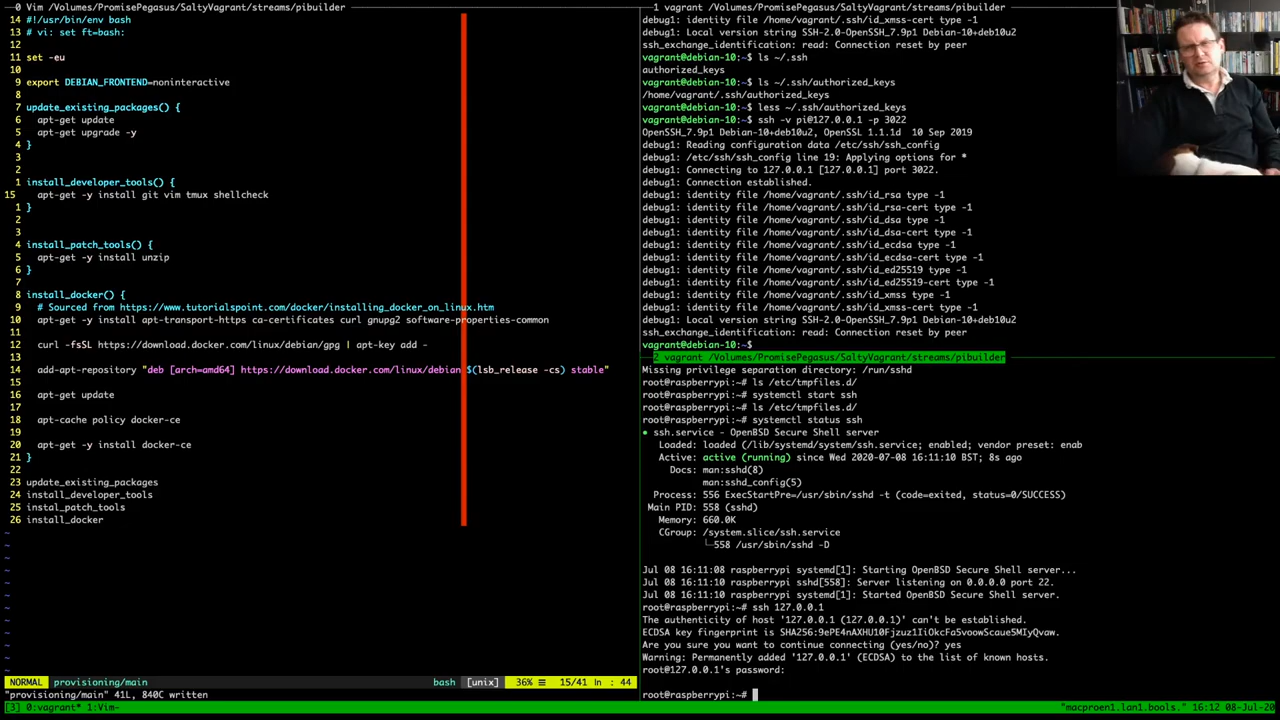 0 Vim /Volumes/PromisePegasus/SaltyVagrant/streams/pibuilder
14 #!/usr/bin/env bash
13 # vi: set ft=bash:
12
11 set -eu
10
9 export DEBIAN_FRONTEND=noninteractive
8
7 update_existing_packages() {
6 apt-get update
5 apt-get upgrade -y
4 }
3
2
1 install_developer_tools() {
15 apt-get -y install git vim tmux shellcheck
1 }
2
3
4 install_patch_tools() {
5 apt-get -y install unzip
6 }
7
8 install_docker() {
9 # Sourced from https://www.tutorialspoint.com/docker/installing_docker_on_linux.htm
10 apt-get -y install apt-transport-https ca-certificates curl gnupg2 software-properties-common
11
12 curl -fsSL https://download.docker.com/linux/debian/gpg | apt-key add -
13
14 add-apt-repository "deb [arch=amd64] https://download.docker.com/linux/debian $(lsb_release -cs) stable"
15
16 apt-get update
17
18 apt-cache policy docker-ce
19
20 apt-get -y install docker-ce
21 }
22
23 update_existing_packages
24 install_developer_tools
25 instal_patch_tools
26 install_docker
~
~
~
~
~
~
~
~
~
~
~
~
NORMAL provisioning/main bash [unix] 36% ☰ 15/41 ln : 44
"provisioning/main" 41L, 840C written
1 vagrant /Volumes/PromisePegasus/SaltyVagrant/streams/pibuilder
debug1: identity file /home/vagrant/.ssh/id_xmss-cert type -1
debug1: Local version string SSH-2.0-OpenSSH_7.9p1 Debian-10+deb10u2
ssh_exchange_identification: read: Connection reset by peer
vagrant@debian-10:~$ ls ~/.ssh
authorized_keys
vagrant@debian-10:~$ ls ~/.ssh/authorized_keys
/home/vagrant/.ssh/authorized_keys
vagrant@debian-10:~$ less ~/.ssh/authorized_keys
vagrant@debian-10:~$ ssh -v pi@127.0.0.1 -p 3022
OpenSSH_7.9p1 Debian-10+deb10u2, OpenSSL 1.1.1d  10 Sep 2019
debug1: Reading configuration data /etc/ssh/ssh_config
debug1: /etc/ssh/ssh_config line 19: Applying options for *
debug1: Connecting to 127.0.0.1 [127.0.0.1] port 3022.
debug1: Connection established.
debug1: identity file /home/vagrant/.ssh/id_rsa type -1
debug1: identity file /home/vagrant/.ssh/id_rsa-cert type -1
debug1: identity file /home/vagrant/.ssh/id_dsa type -1
debug1: identity file /home/vagrant/.ssh/id_dsa-cert type -1
debug1: identity file /home/vagrant/.ssh/id_ecdsa type -1
debug1: identity file /home/vagrant/.ssh/id_ecdsa-cert type -1
debug1: identity file /home/vagrant/.ssh/id_ed25519 type -1
debug1: identity file /home/vagrant/.ssh/id_ed25519-cert type -1
debug1: identity file /home/vagrant/.ssh/id_xmss type -1
debug1: identity file /home/vagrant/.ssh/id_xmss-cert type -1
debug1: Local version string SSH-2.0-OpenSSH_7.9p1 Debian-10+deb10u2
ssh_exchange_identification: read: Connection reset by peer
vagrant@debian-10:~$
2 vagrant /Volumes/PromisePegasus/SaltyVagrant/streams/pibuilder
Missing privilege separation directory: /run/sshd
root@raspberrypi:~# ls /etc/tmpfiles.d/
root@raspberrypi:~# systemctl start ssh
root@raspberrypi:~# ls /etc/tmpfiles.d/
root@raspberrypi:~# systemctl status ssh
● ssh.service - OpenBSD Secure Shell server
Loaded: loaded (/lib/systemd/system/ssh.service; enabled; vendor preset: enab
Active: active (running) since Wed 2020-07-08 16:11:10 BST; 8s ago
Docs: man:sshd(8)
man:sshd_config(5)
Process: 556 ExecStartPre=/usr/sbin/sshd -t (code=exited, status=0/SUCCESS)
Main PID: 558 (sshd)
Memory: 660.0K
CGroup: /system.slice/ssh.service
└─558 /usr/sbin/sshd -D
Jul 08 16:11:08 raspberrypi systemd[1]: Starting OpenBSD Secure Shell server...
Jul 08 16:11:10 raspberrypi sshd[558]: Server listening on 0.0.0.0 port 22.
Jul 08 16:11:10 raspberrypi systemd[1]: Started OpenBSD Secure Shell server.
root@raspberrypi:~# ssh 127.0.0.1
The authenticity of host '127.0.0.1 (127.0.0.1)' can't be established.
ECDSA key fingerprint is SHA256:9ePE4nAXHU10Fjzuz1IiOkcFa5voowScaue5MIyQvaw.
Are you sure you want to continue connecting (yes/no)? yes
Warning: Permanently added '127.0.0.1' (ECDSA) to the list of known hosts.
root@127.0.0.1's password:
root@raspberrypi:~#
[3] 0:vagrant* 1:Vim- "macproen1.lan1.bools." 16:12 08-Jul-20